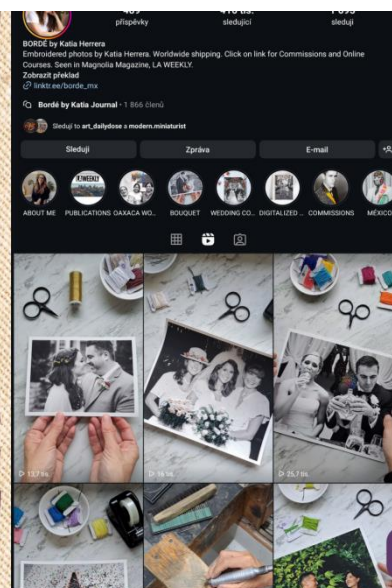 příspěvky
sledující
sleduji
BORDÉ by Katia Herrera
Embroidered photos by Katia Herrera. Worldwide shipping. Click on link for Commissions and Online
Courses. Seen in Magnolia Magazine, LA WEEKLY.
Zobrazit překlad
linktr.ee/borde_mx
Bordé by Katia Journal · 1 866 členů
Sledují to art_dailydose a modern.miniaturist
Sleduji Zpráva E-mail
ABOUT ME PUBLICATIONS OAXACA WO... BOUQUET WEDDING CO... DIGITALIZED ... COMMISSIONS MÉXICO
13,7 tis. 16 tis. 25,7 tis.